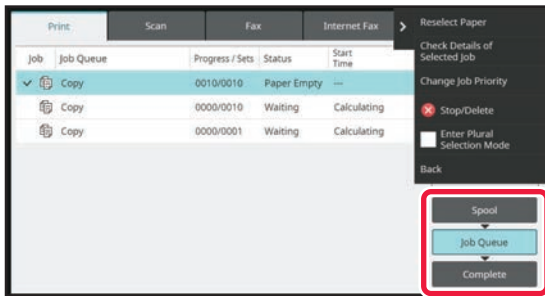 Print
Scan
Fax
Internet Fax
Job
Job Queue
Progress / Sets
Status
Start
Time
Copy
0010/0010
Paper Empty
---
Copy
0000/0010
Waiting
Calculating
Copy
0000/0001
Waiting
Calculating
Reselect Paper
Check Details of
Selected Job
Change Job Priority
Stop/Delete
Enter Plural
Selection Mode
Back
Spool
Job Queue
Complete